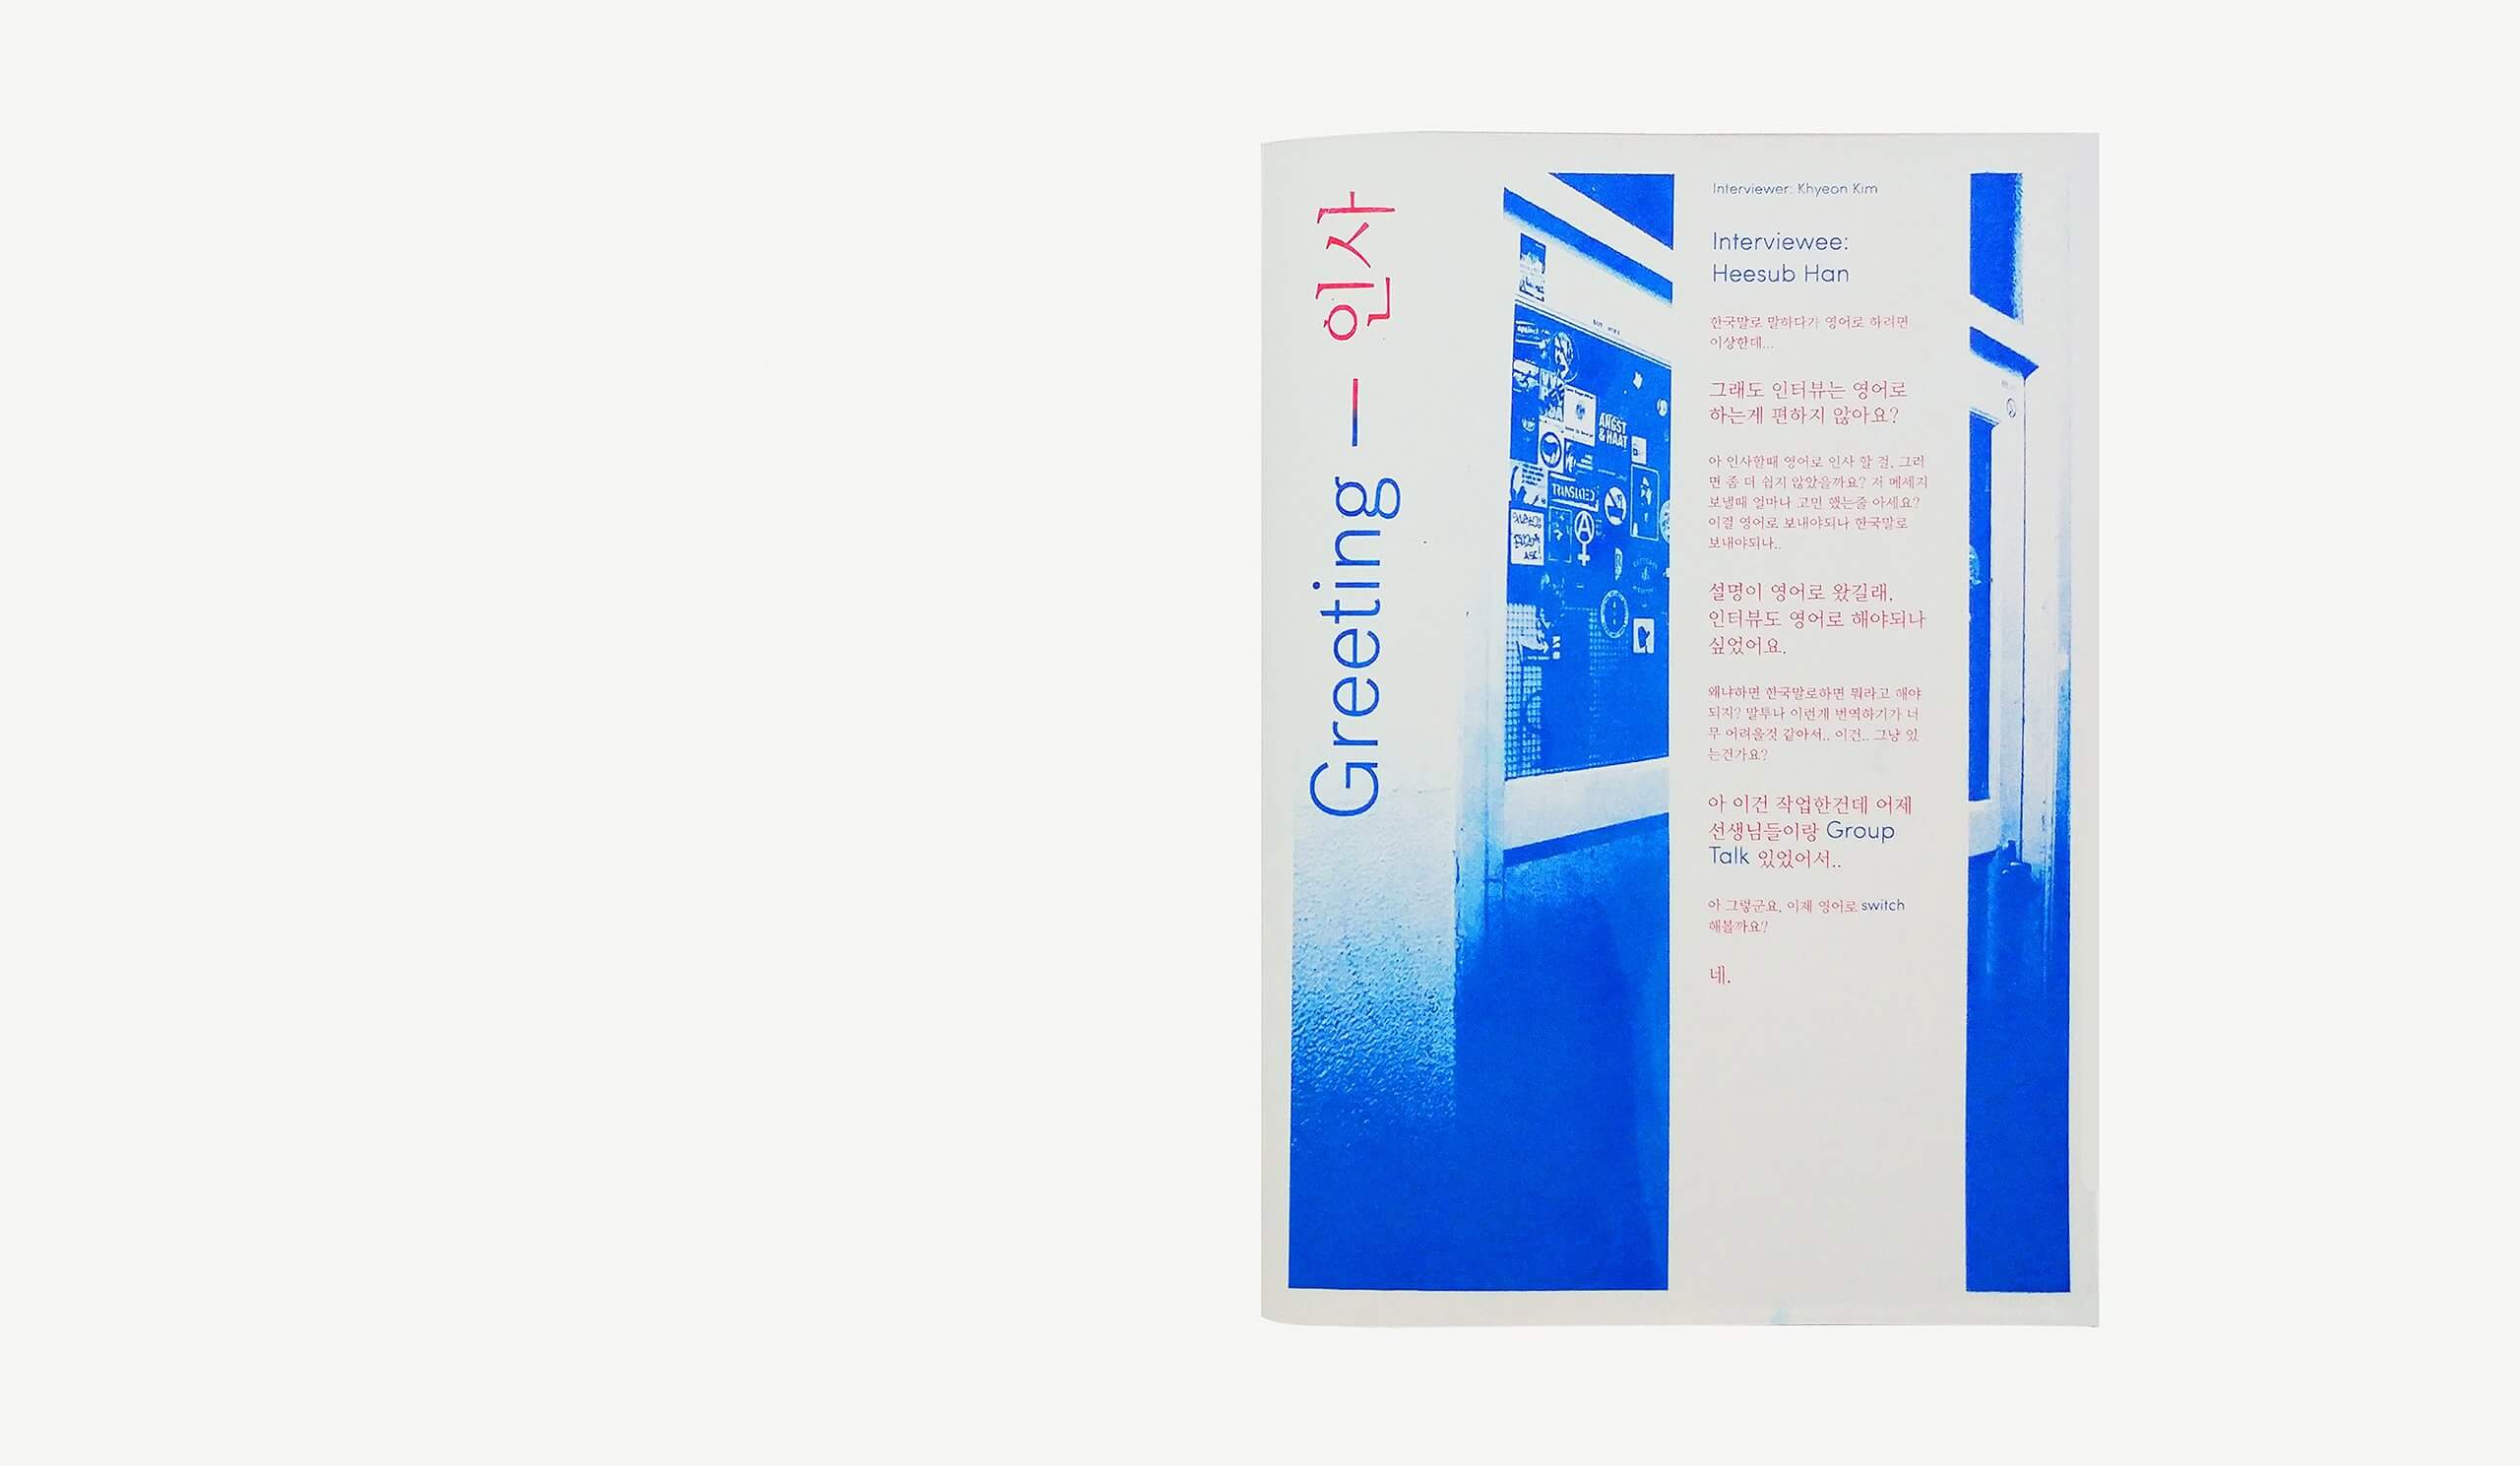 Greeting — 인사
Interviewer: Khyeon Kim
Interviewee:
Heesub Han
한국말로 말하다가 영어로 하려면
이상한데...
그래도 인터뷰는 영어로
하는게 편하지 않아요?
아 인사할때 영어로 인사 할 걸, 그러
면 좀 더 쉽지 않았을까요? 저 메세지
보낼때 얼마나 고민 했는줄 아세요?
이걸 영어로 보내야되나 한국말로
보내야되나..
설명이 영어로 왔길래,
인터뷰도 영어로 해야되나
싶었어요.
왜냐하면 한국말로하면 뭐라고 해야
되지? 말투나 이런게 번역하기가 너
무 어려울것 같아서.. 이건.. 그냥 있
는건가요?
아 이건 작업한건데 어제
선생님들이랑 Group
Talk 있었어서..
아 그렇군요, 이제 영어로 switch
해볼까요?
네.
ANGST
& HAAT